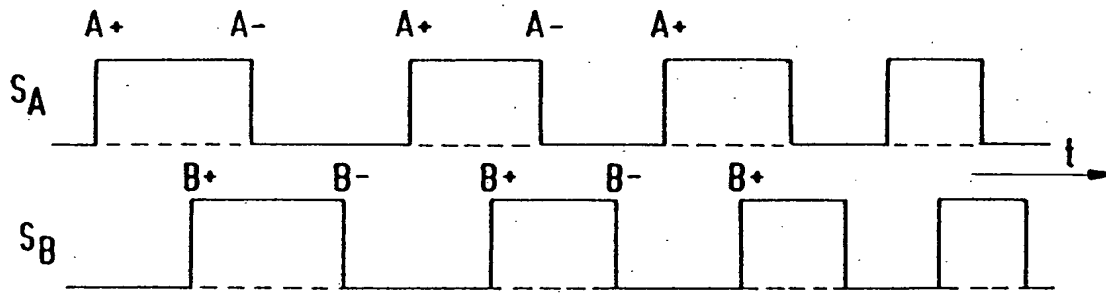 A+ A- A+ A- A+
SA
t
B+ B- B+ B- B+
SB